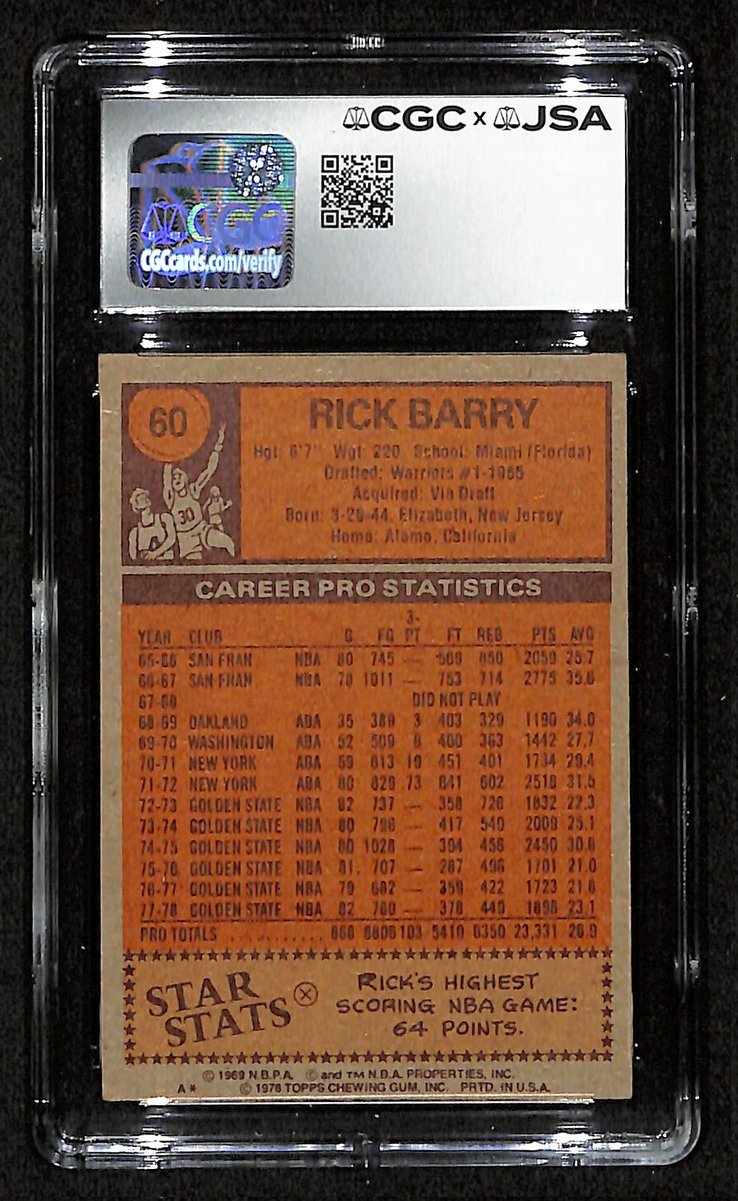 CGC x JSA
CGC
CGCcards.com/verify
60
RICK BARRY
Hgt: 6'7" Wgt: 220 School: Miami (Florida)
Drafted: Warriors #1-1965
Acquired: Via Draft
Born: 3-28-44, Elizabeth, New Jersey
Home: Alamo, California
30
CAREER PRO STATISTICS
3-
YEAR CLUB G FG PT FT REB PTS AVG
65-66 SAN FRAN NBA 80 745 — 569 850 2059 25.7
66-67 SAN FRAN NBA 78 1011 — 753 714 2775 35.6
67-68 DID NOT PLAY
68-69 OAKLAND ABA 35 389 3 403 329 1190 34.0
69-70 WASHINGTON ABA 52 509 8 400 363 1442 27.7
70-71 NEW YORK ABA 59 613 19 451 401 1734 29.4
71-72 NEW YORK ABA 80 829 73 641 602 2518 31.5
72-73 GOLDEN STATE NBA 82 737 — 358 728 1832 22.3
73-74 GOLDEN STATE NBA 80 796 — 417 540 2009 25.1
74-75 GOLDEN STATE NBA 80 1028 — 394 456 2450 30.6
75-76 GOLDEN STATE NBA 81 707 — 287 496 1701 21.0
76-77 GOLDEN STATE NBA 79 682 — 359 422 1723 21.8
77-78 GOLDEN STATE NBA 82 760 — 378 449 1898 23.1
PRO TOTALS 103 5410 6350 23,331 26.9
STAR STATS
RICK'S HIGHEST
SCORING NBA GAME:
64 POINTS.
© 1969 N.B.P.A. © and TM N.B.A. PROPERTIES, INC.
A* © 1978 TOPPS CHEWING GUM, INC. PRTD. IN U.S.A.